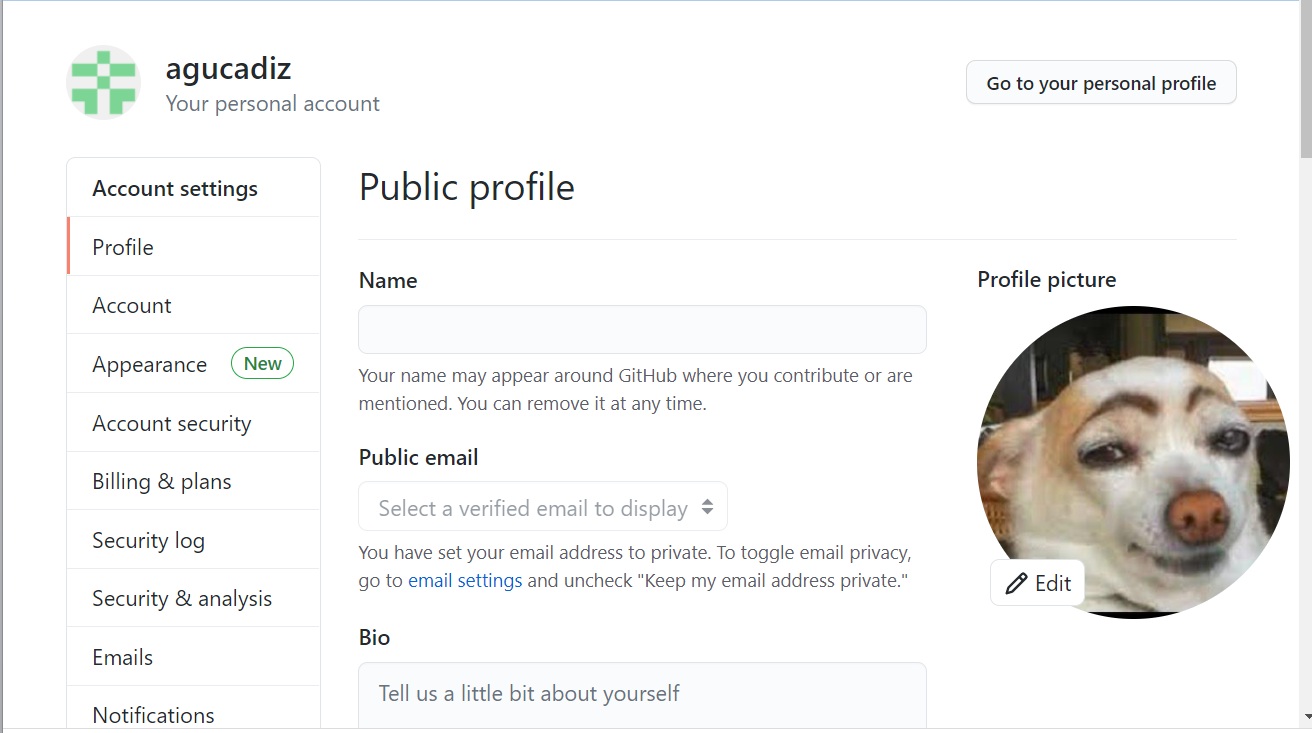 agucadiz
Your personal account
Go to your personal profile
Account settings
Profile
Account
Appearance New
Account security
Billing & plans
Security log
Security & analysis
Emails
Notifications
Public profile
Name
Your name may appear around GitHub where you contribute or are
mentioned. You can remove it at any time.
Public email
Select a verified email to display
You have set your email address to private. To toggle email privacy,
go to email settings and uncheck "Keep my email address private."
Bio
Tell us a little bit about yourself
Profile picture
Edit